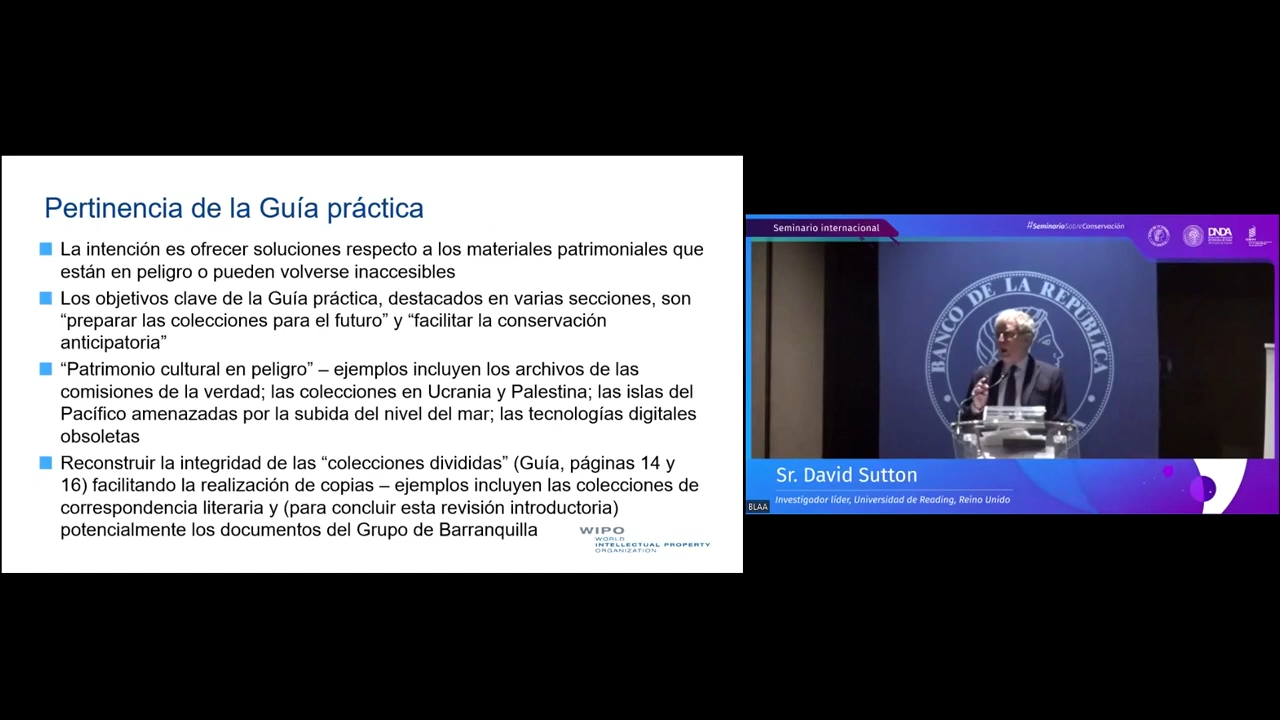 Pertinencia de la Guía práctica
La intención es ofrecer soluciones respecto a los materiales patrimoniales que
están en peligro o pueden volverse inaccesibles
Los objetivos clave de la Guía práctica, destacados en varias secciones, son
“preparar las colecciones para el futuro” y “facilitar la conservación
anticipatoria”
“Patrimonio cultural en peligro” – ejemplos incluyen los archivos de las
comisiones de la verdad; las colecciones en Ucrania y Palestina; las islas del
Pacífico amenazadas por la subida del nivel del mar; las tecnologías digitales
obsoletas
Reconstruir la integridad de las “colecciones divididas” (Guía, páginas 14 y
16) facilitando la realización de copias – ejemplos incluyen las colecciones de
correspondencia literaria y (para concluir esta revisión introductoria)
potencialmente los documentos del Grupo de Barranquilla
WIPO
WORLD
INTELLECTUAL PROPERTY
ORGANIZATION
Seminario internacional
#SeminarioSobreConservación
DNDA
BANCO DE LA REPÚBLICA
Sr. David Sutton
Investigador líder, Universidad de Reading, Reino Unido
BLAA